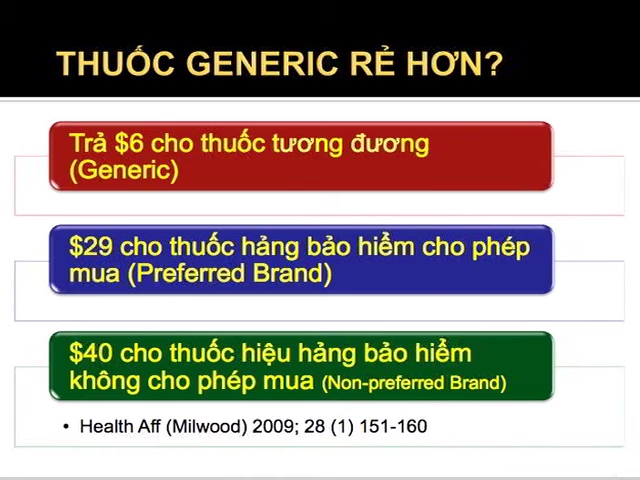 THUỐC GENERIC RẺ HƠN?
Trả $6 cho thuốc tương đương
(Generic)
$29 cho thuốc hảng bảo hiểm cho phép
mua (Preferred Brand)
$40 cho thuốc hiệu hảng bảo hiểm
không cho phép mua (Non-preferred Brand)
• Health Aff (Milwood) 2009; 28 (1) 151-160